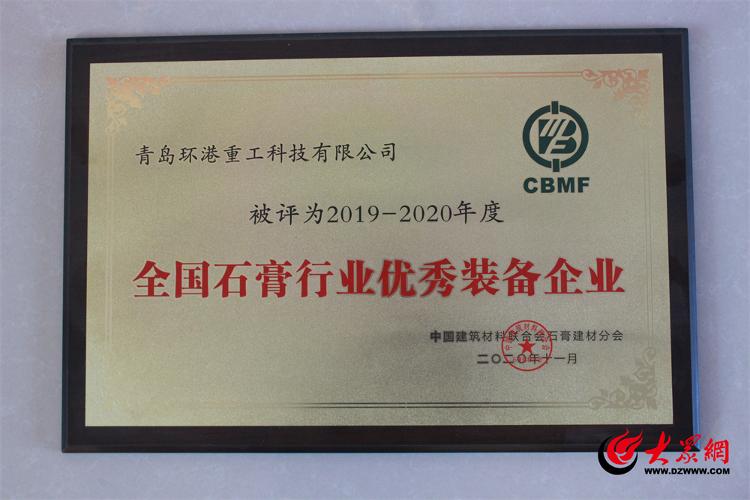 青岛环港重工科技有限公司
CBMF
被评为2019-2020年度
全国石膏行业优秀装备企业
中国建筑材料联合会石膏建材分会
二〇二〇年十一月
大眾網
WWW.DZWWW.COM